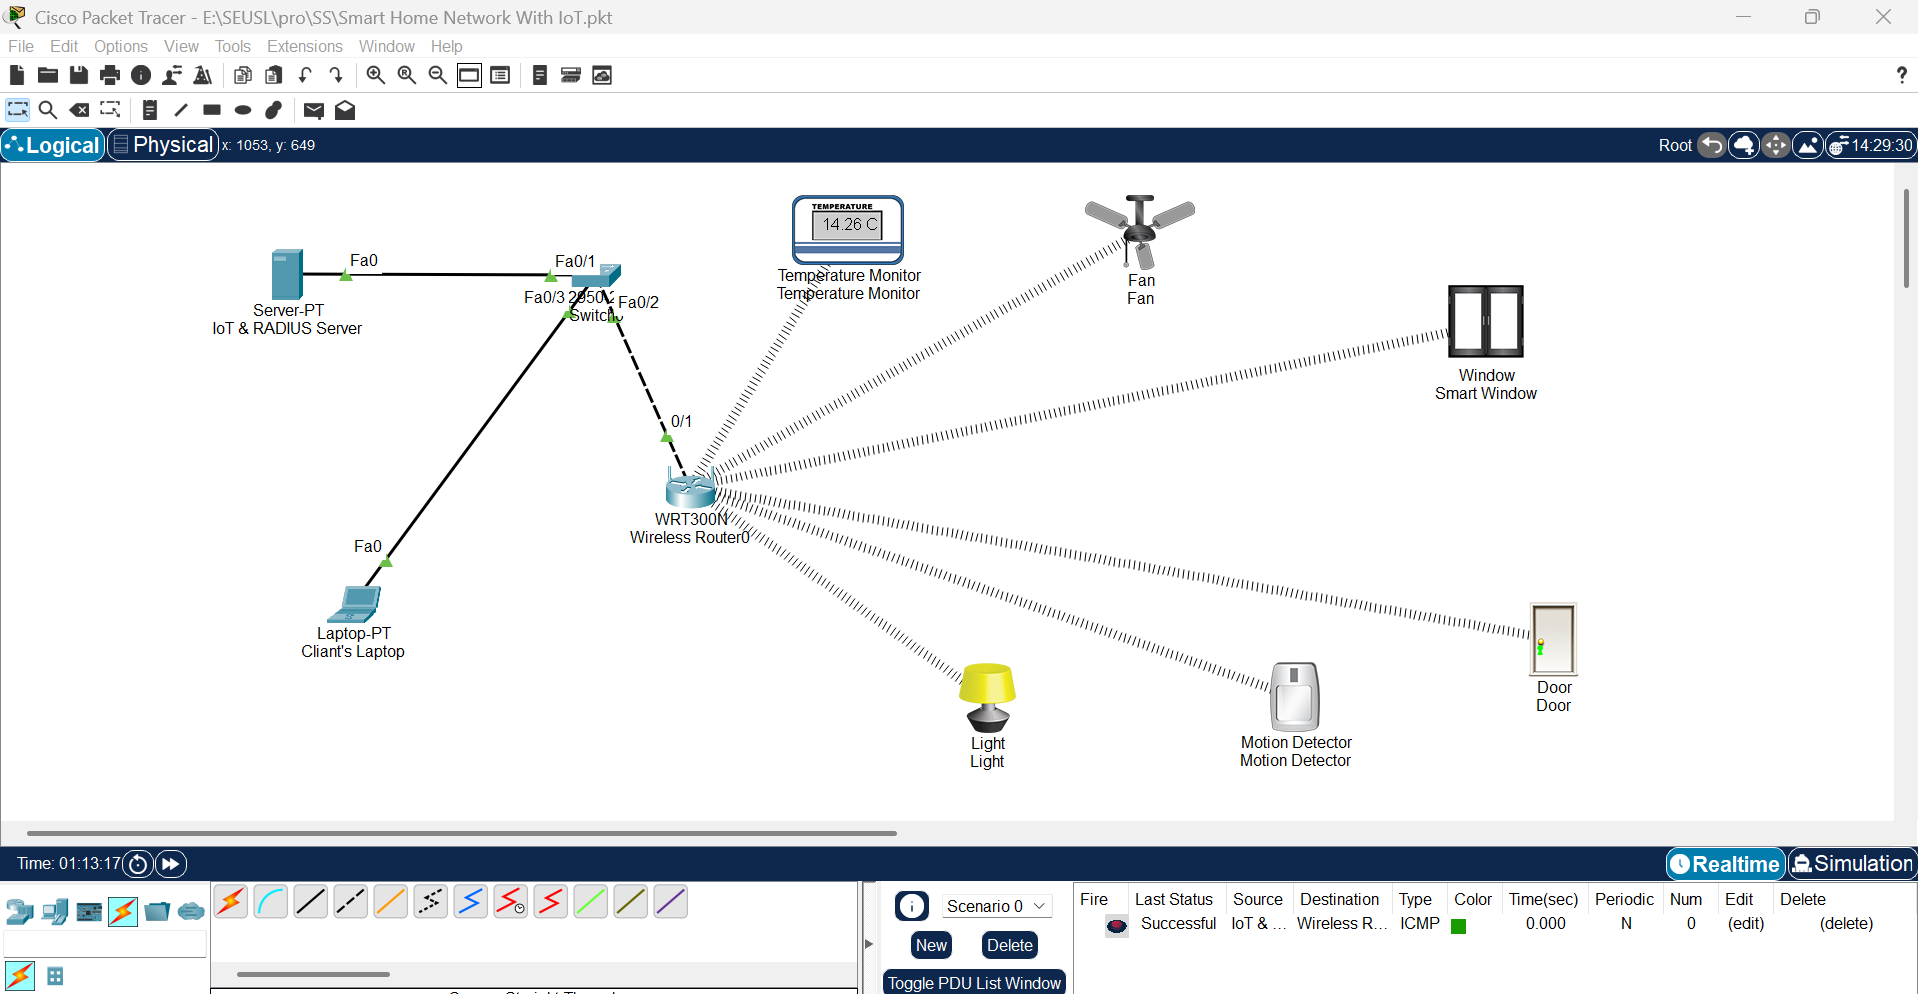 Cisco Packet Tracer - E:\SEUSL\pro\SS\Smart Home Network With IoT.pkt
File Edit Options View Tools Extensions Window Help
?
Logical Physical x: 1053, y: 649 Root 14:29:30
TEMPERATURE
14.26 C
Temperature Monitor
Temperature Monitor
Fan
Fan
Fa0
Fa0/1
Server-PT
IoT & RADIUS Server
Fa0/3 2950-2 Fa0/2
Switch
Window
Smart Window
0/1
WRT300N
Wireless Router0
Fa0
Laptop-PT
Cliant's Laptop
Door
Door
Light
Light
Motion Detector
Motion Detector
Time: 01:13:17 Realtime Simulation
Scenario 0
New Delete
Toggle PDU List Window
Fire Last Status Source Destination Type Color Time(sec) Periodic Num Edit Delete
Successful IoT & ... Wireless R... ICMP 0.000 N 0 (edit) (delete)